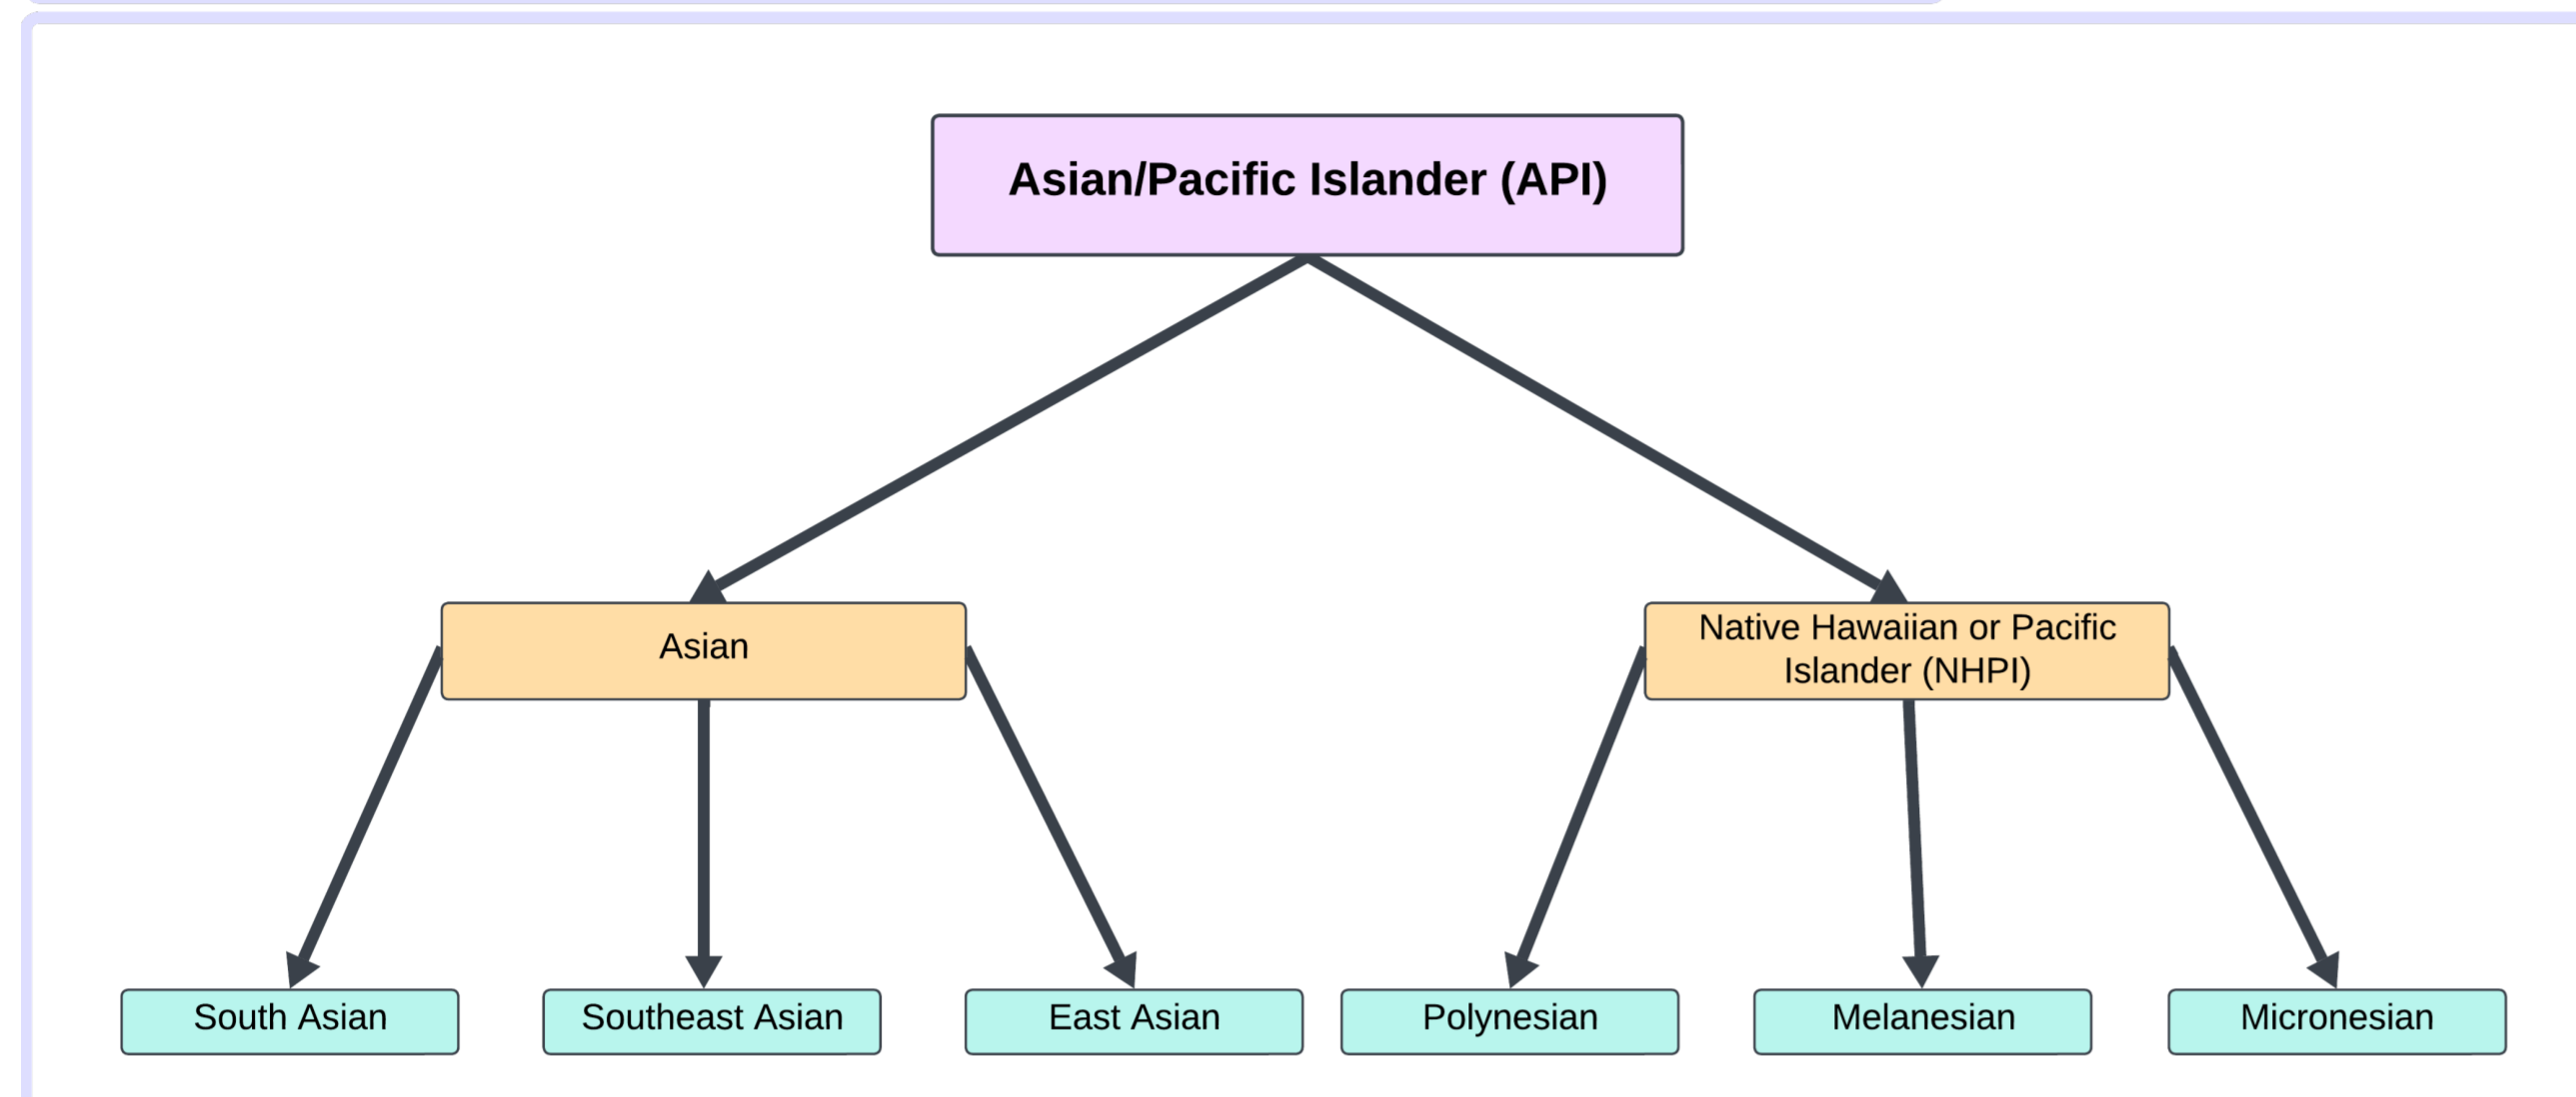 Asian/Pacific Islander (API)
Asian
Native Hawaiian or Pacific
Islander (NHPI)
South Asian
Southeast Asian
East Asian
Polynesian
Melanesian
Micronesian